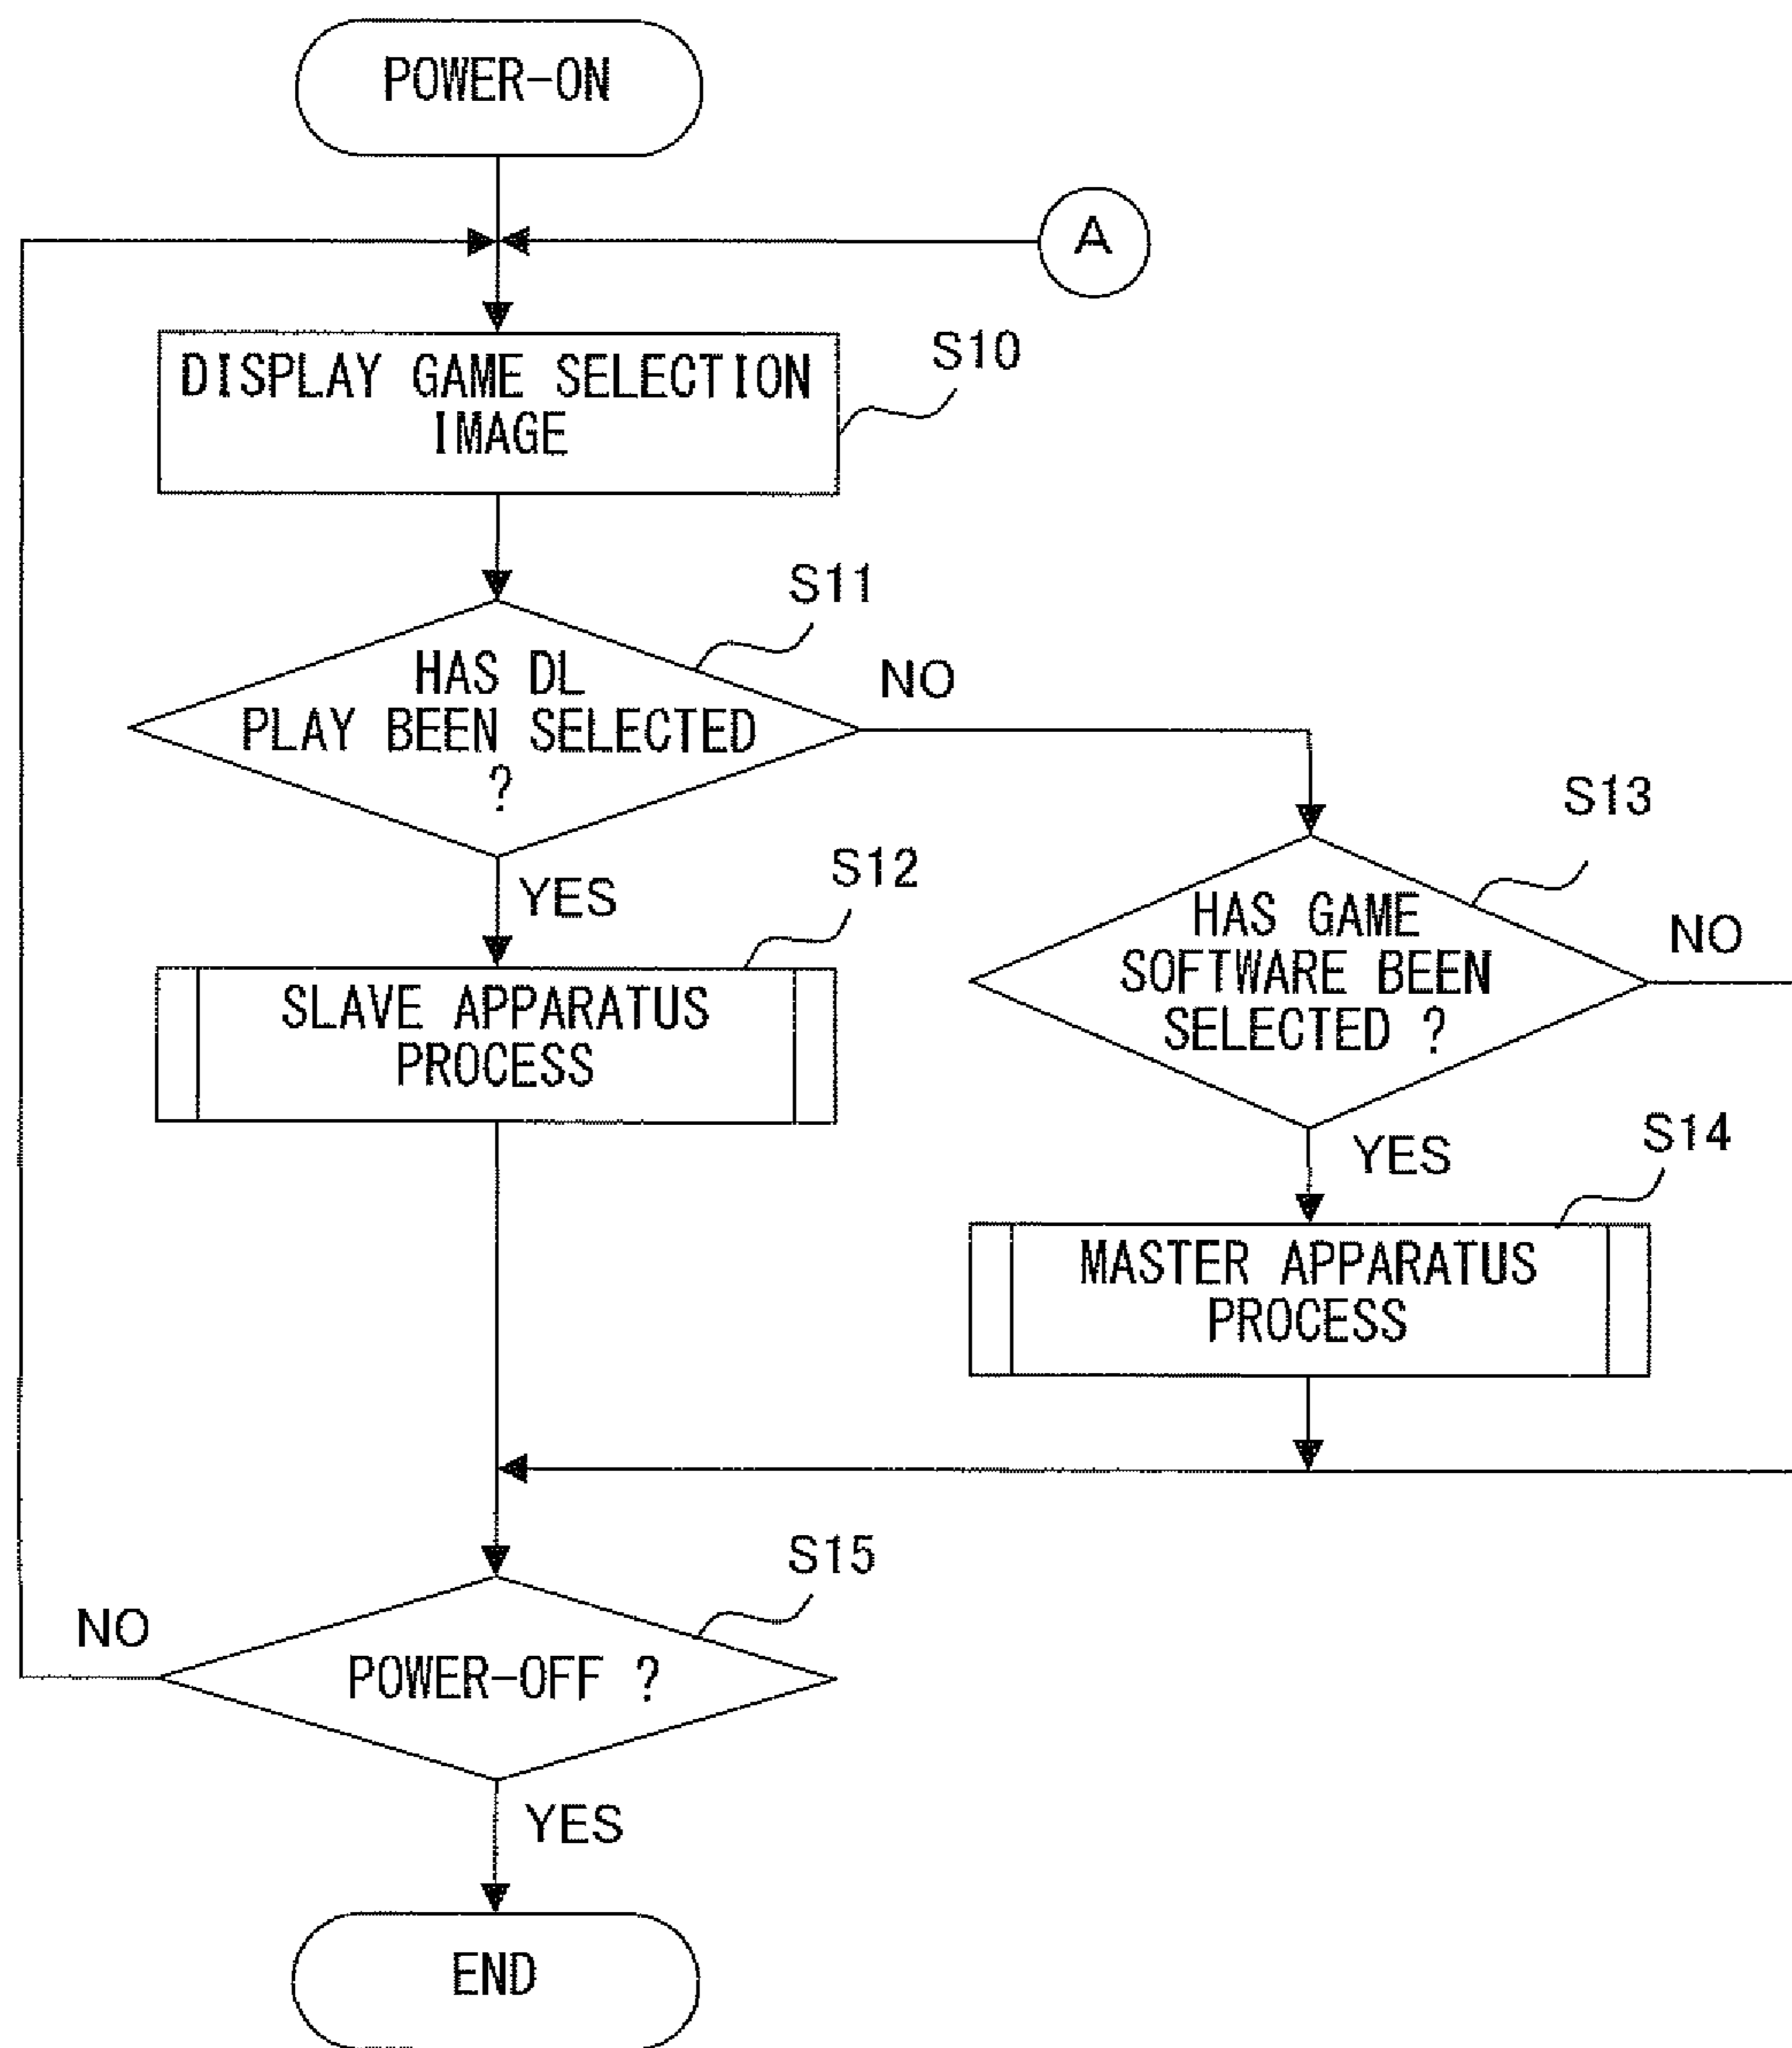 POWER-ON
A
DISPLAY GAME SELECTION
IMAGE
S10
S11
HAS DL
PLAY BEEN SELECTED
?
NO
YES
S12
SLAVE APPARATUS
PROCESS
S13
HAS GAME
SOFTWARE BEEN
SELECTED ?
NO
YES
S14
MASTER APPARATUS
PROCESS
S15
POWER-OFF ?
NO
YES
END